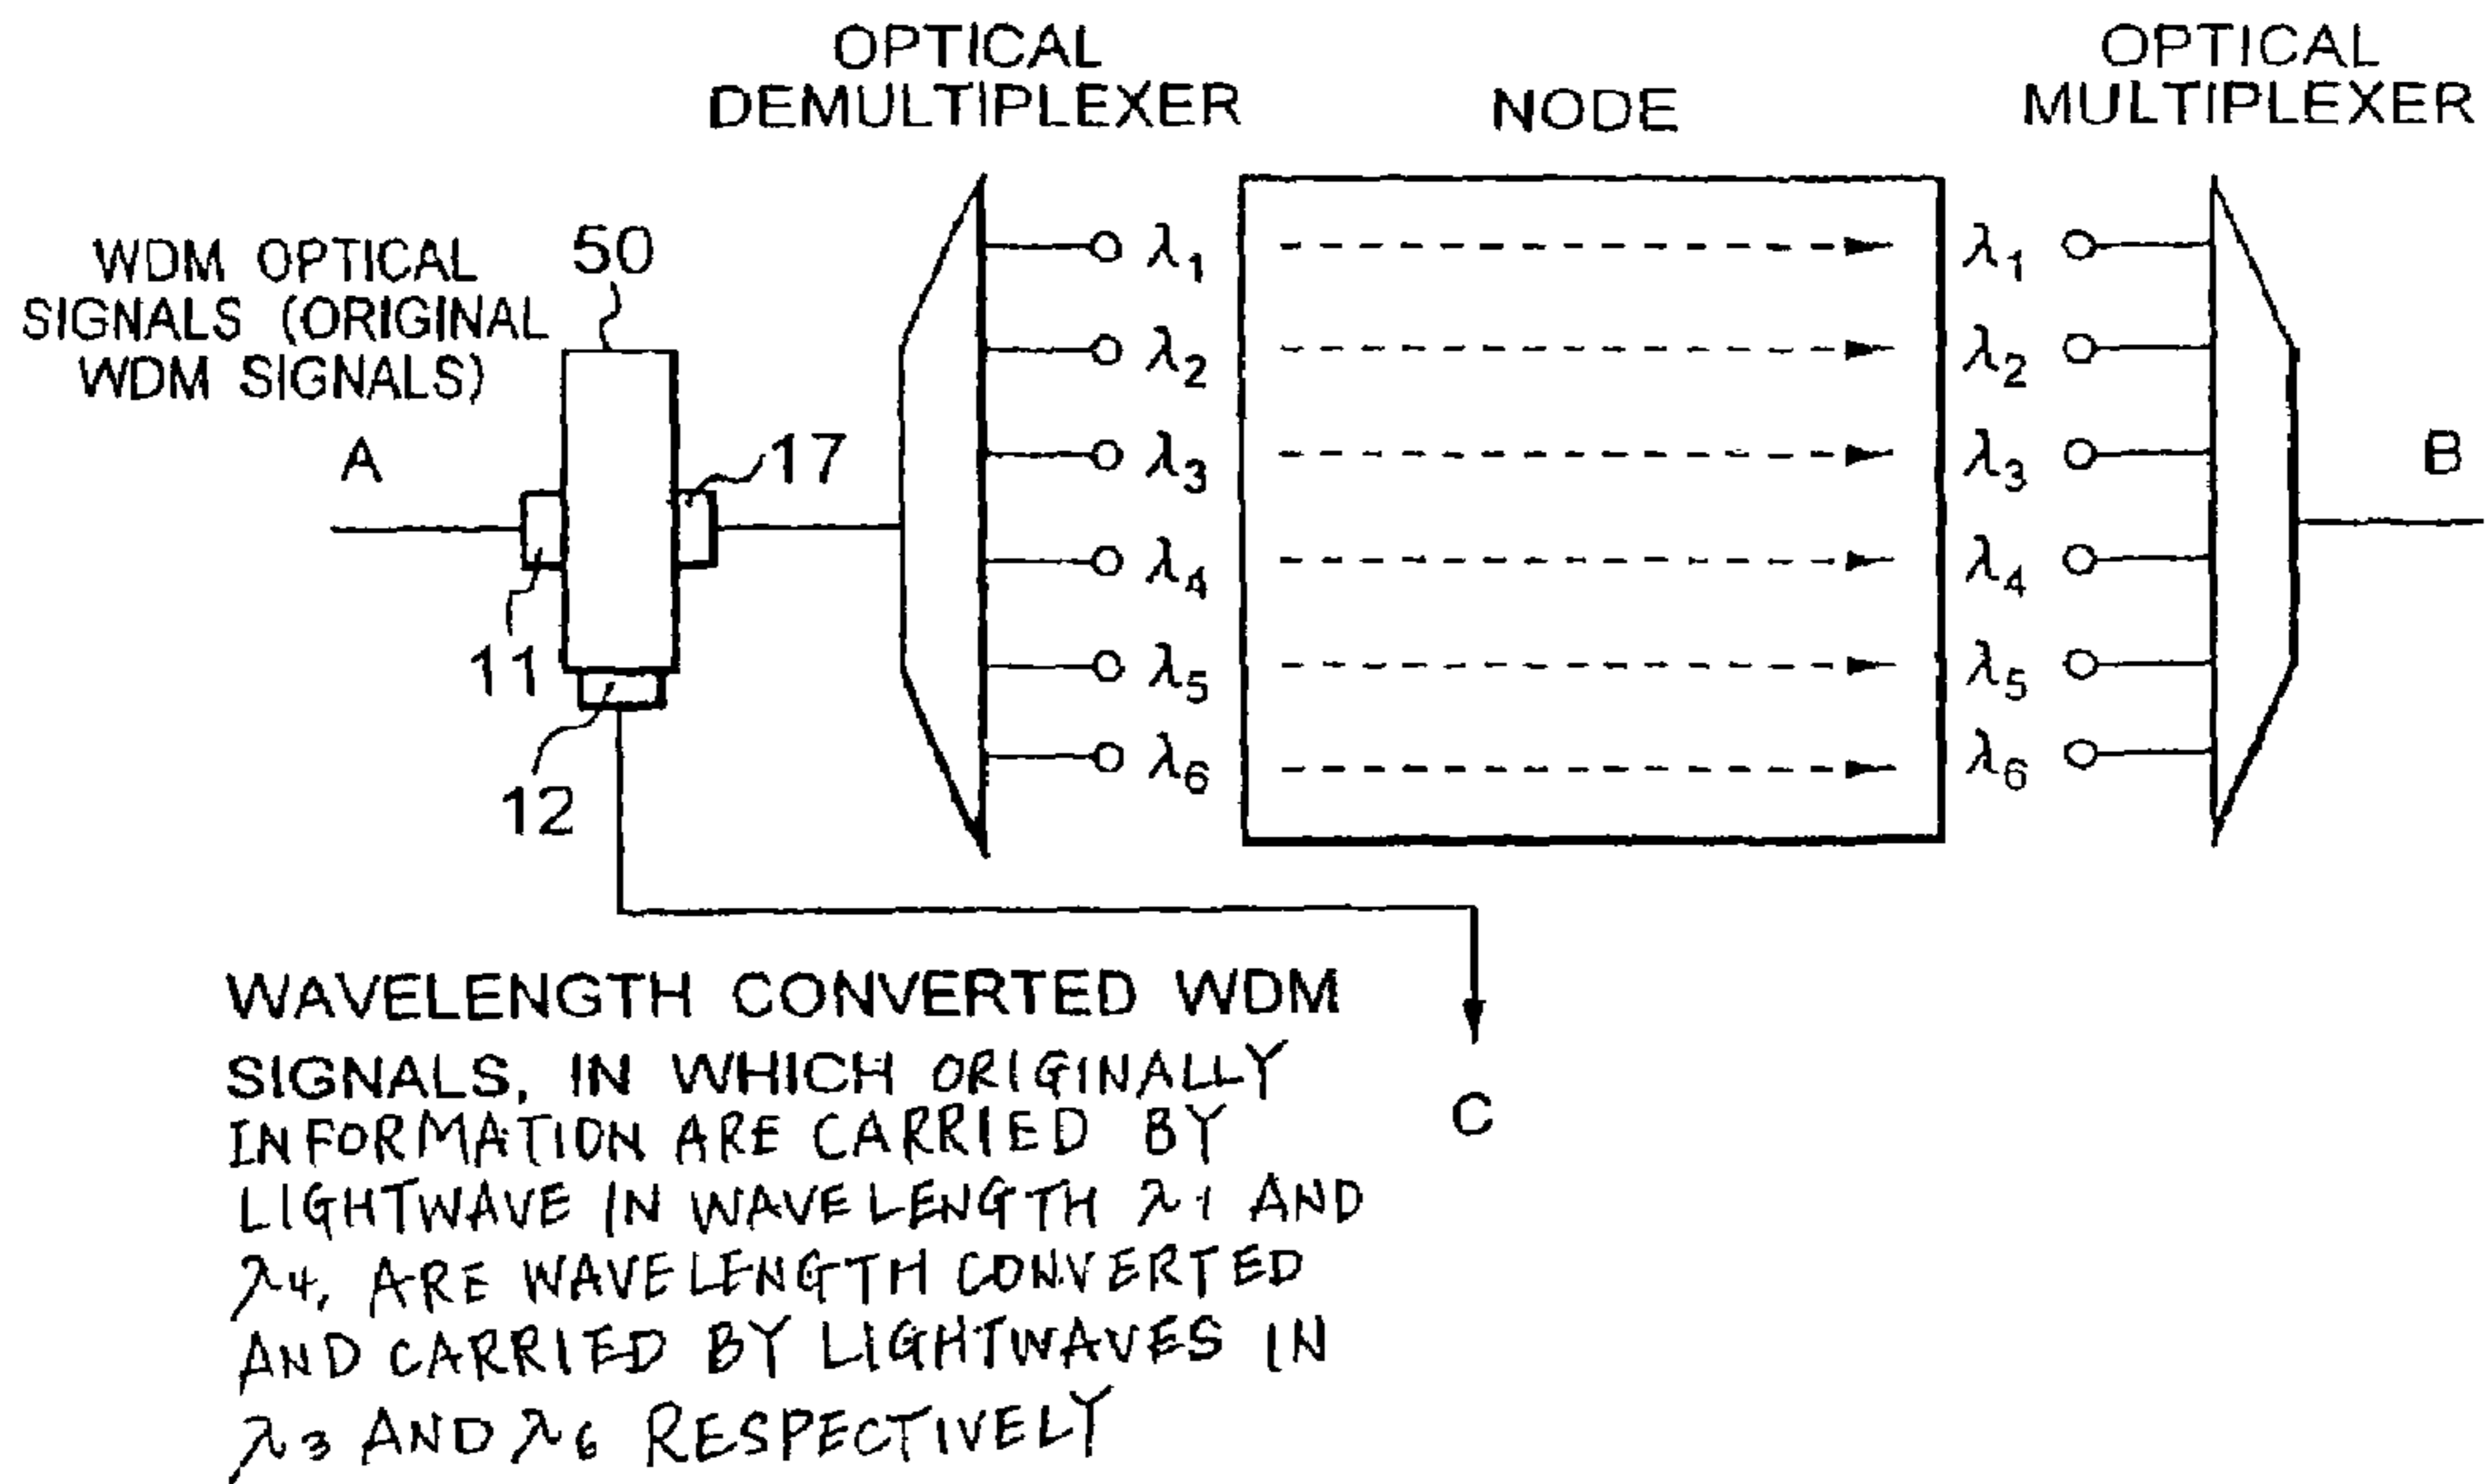 OPTICAL
DEMULTIPLEXER
NODE
OPTICAL
MULTIPLEXER
WDM OPTICAL
SIGNALS (ORIGINAL
WDM SIGNALS)
50
A
11
17
12
λ1
λ2
λ3
λ4
λ5
λ6
λ1
λ2
λ3
λ4
λ5
λ6
B
C
WAVELENGTH CONVERTED WDM
SIGNALS, IN WHICH ORIGINALLY
INFORMATION ARE CARRIED BY
LIGHTWAVE IN WAVELENGTH λ1 AND
λ4, ARE WAVELENGTH CONVERTED
AND CARRIED BY LIGHTWAVES IN
λ3 AND λ6 RESPECTIVELY